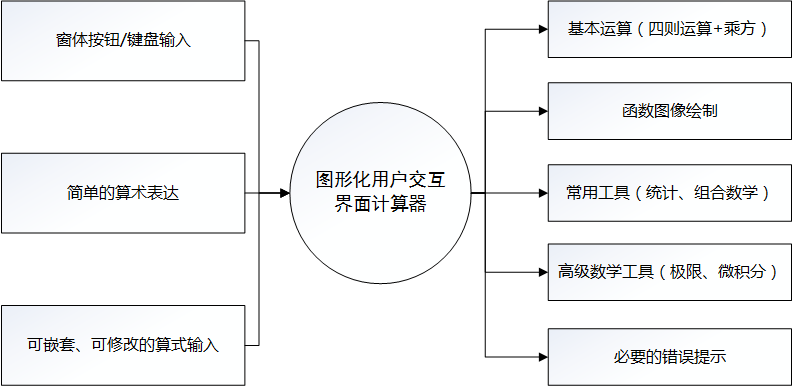 窗体按钮/键盘输入
简单的算术表达
可嵌套、可修改的算式输入
图形化用户交互
界面计算器
基本运算（四则运算+乘方）
函数图像绘制
常用工具（统计、组合数学）
高级数学工具（极限、微积分）
必要的错误提示